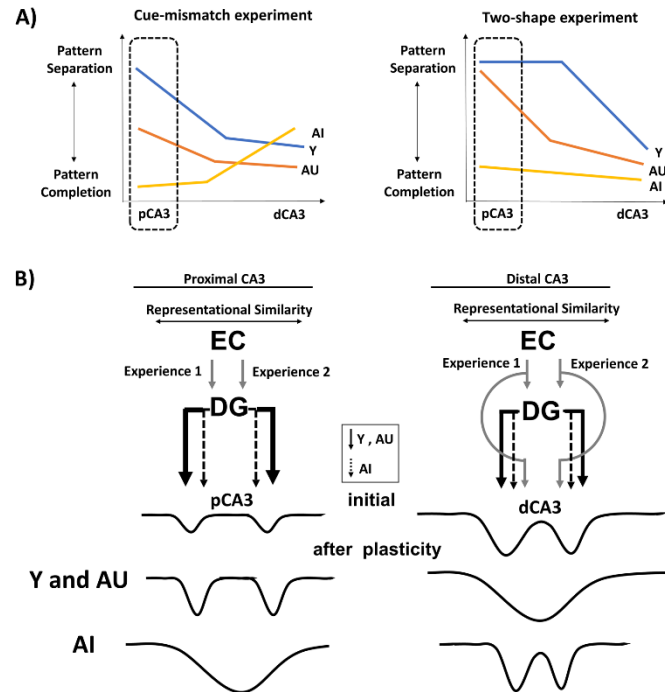 A)
Cue-mismatch experiment
Pattern
Separation
Pattern
Completion
AI
Y
AU
pCA3
dCA3
Two-shape experiment
Pattern
Separation
Pattern
Completion
Y
AU
AI
pCA3
dCA3
B)
Proximal CA3
Representational Similarity
EC
Experience 1
Experience 2
DG
pCA3
Y , AU
AI
initial
Distal CA3
Representational Similarity
EC
Experience 1
Experience 2
DG
dCA3
after plasticity
Y and AU
AI